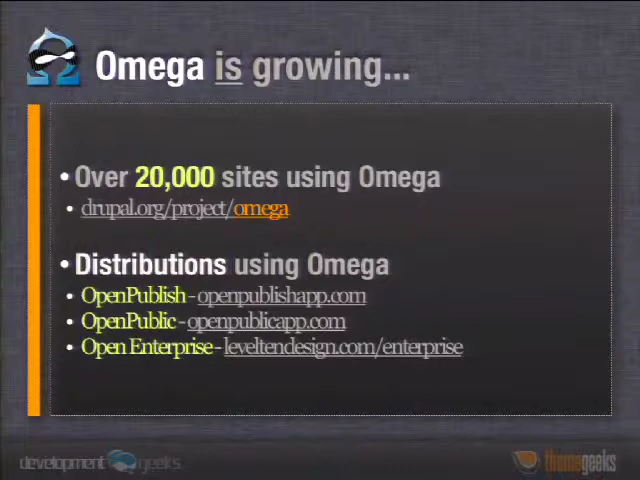 Omega is growing...
• Over 20,000 sites using Omega
• drupal.org/project/omega
• Distributions using Omega
• OpenPublish - openpublishapp.com
• OpenPublic - openpublicapp.com
• Open Enterprise - leveltendesign.com/enterprise
development geeks
themegeeks